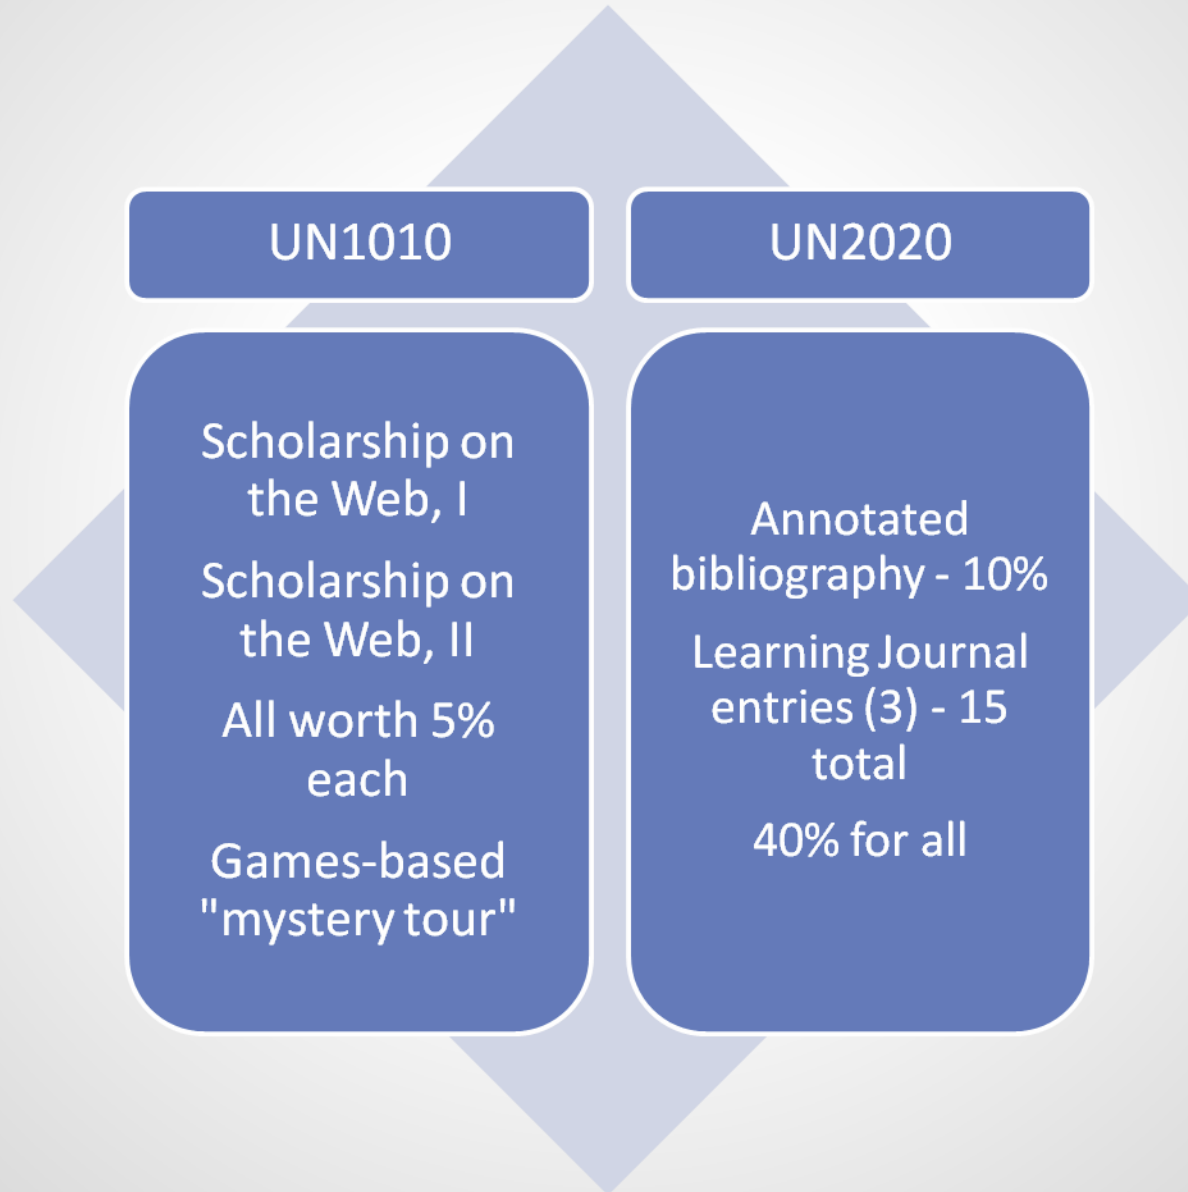 UN1010
Scholarship on
the Web, I
Scholarship on
the Web, II
All worth 5%
each
Games-based
"mystery tour"
UN2020
Annotated
bibliography - 10%
Learning Journal
entries (3) - 15
total
40% for all